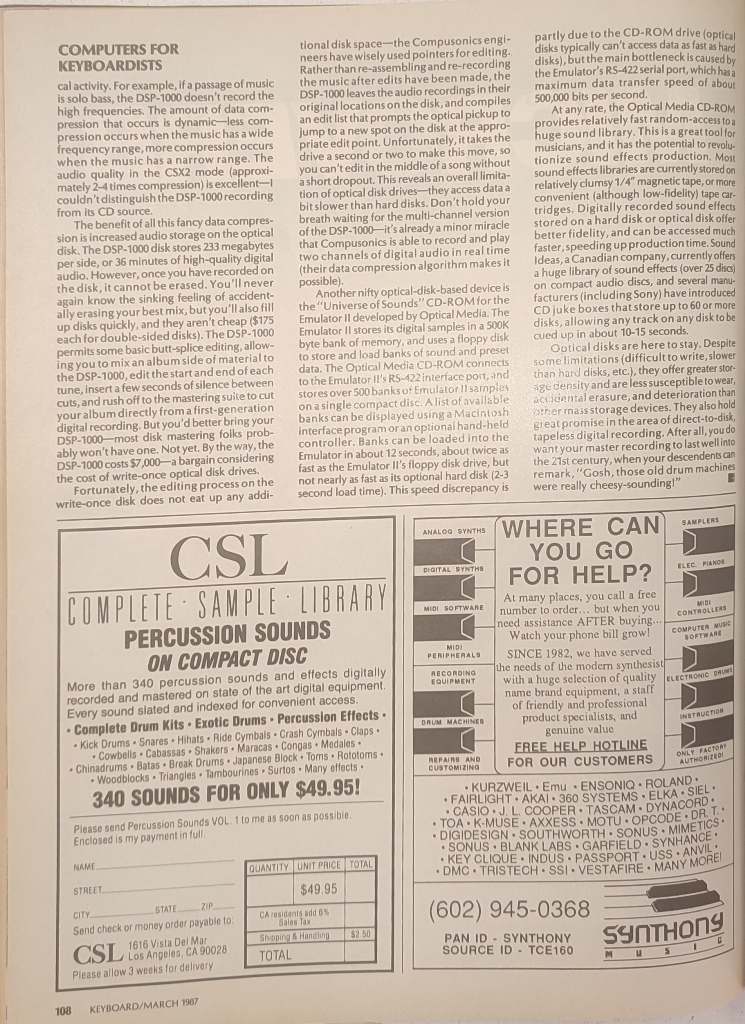 COMPUTERS FOR
KEYBOARDISTS
cal activity. For example, if a passage of music
is solo bass, the DSP-1000 doesn't record the
high frequencies. The amount of data com-
pression that occurs is dynamic—less com-
pression occurs when the music has a wide
frequency range, more compression occurs
when the music has a narrow range. The
audio quality in the CSX2 mode (approxi-
mately 2-4 times compression) is excellent—I
couldn't distinguish the DSP-1000 recording
from its CD source.
The benefit of all this fancy data compres-
sion is increased audio storage on the optical
disk. The DSP-1000 disk stores 233 megabytes
per side, or 36 minutes of high-quality digital
audio. However, once you have recorded on
the disk, it cannot be erased. You'll never
again know the sinking feeling of accident-
ally erasing your best mix, but you'll also fill
up disks quickly, and they aren't cheap ($175
each for double-sided disks). The DSP-1000
permits some basic butt-splice editing, allow-
ing you to mix an album side of material to
the DSP-1000, edit the start and end of each
tune, insert a few seconds of silence between
cuts, and rush off to the mastering suite to cut
your album directly from a first-generation
digital recording. But you'd better bring your
DSP-1000—most disk mastering folks prob-
ably won't have one. Not yet. By the way, the
DSP-1000 costs $7,000—a bargain considering
the cost of write-once optical disk drives.
Fortunately, the editing process on the
write-once disk does not eat up any addi-
tional disk space—the Compusonics engi-
neers have wisely used pointers for editing.
Rather than re-assembling and re-recording
the music after edits have been made, the
DSP-1000 leaves the audio recordings in their
original locations on the disk, and compiles
an edit list that prompts the optical pickup to
jump to a new spot on the disk at the appro-
priate edit point. Unfortunately, it takes the
drive a second or two to make this move, so
you can't edit in the middle of a song without
a short dropout. This reveals an overall limita-
tion of optical disk drives—they access data a
bit slower than hard disks. Don't hold your
breath waiting for the multi-channel version
of the DSP-1000—it's already a minor miracle
that Compusonics is able to record and play
two channels of digital audio in real time
(their data compression algorithm makes it
possible).
Another nifty optical-disk-based device is
the "Universe of Sounds" CD-ROM for the
Emulator II developed by Optical Media. The
Emulator II stores its digital samples in a 500K
byte bank of memory, and uses a floppy disk
to store and load banks of sound and preset
data. The Optical Media CD-ROM connects
to the Emulator II's RS-422 interface port, and
stores over 500 banks of Emulator II samples
on a single compact disc. A list of available
banks can be displayed using a Macintosh
interface program or an optional hand-held
controller. Banks can be loaded into the
Emulator in about 12 seconds, about twice as
fast as the Emulator II's floppy disk drive, but
not nearly as fast as its optional hard disk (2-3
second load time). This speed discrepancy is
partly due to the CD-ROM drive (optical
disks typically can't access data as fast as hard
disks), but the main bottleneck is caused by
the Emulator's RS-422 serial port, which has a
maximum data transfer speed of about
500,000 bits per second.
At any rate, the Optical Media CD-ROM
provides relatively fast random-access to a
huge sound library. This is a great tool for
musicians, and it has the potential to revolu-
tionize sound effects production. Most
sound effects libraries are currently stored on
relatively clumsy 1/4" magnetic tape, or more
convenient (although low-fidelity) tape car-
tridges. Digitally recorded sound effects
stored on a hard disk or optical disk offer
better fidelity, and can be accessed much
faster, speeding up production time. Sound
Ideas, a Canadian company, currently offers
a huge library of sound effects (over 25 discs)
on compact audio discs, and several manu-
facturers (including Sony) have introduced
CD juke boxes that store up to 60 or more
disks, allowing any track on any disk to be
cued up in about 10-15 seconds.
Optical disks are here to stay. Despite
some limitations (difficult to write, slower
than hard disks, etc.), they offer greater stor-
age density and are less susceptible to wear,
accidental erasure, and deterioration than
other mass storage devices. They also hold
great promise in the area of direct-to-disk,
tapeless digital recording. After all, you do
want your master recording to last well into
the 21st century, when your descendents can
remark, "Gosh, those old drum machines
were really cheesy-sounding!"
CSL
COMPLETE · SAMPLE · LIBRARY
PERCUSSION SOUNDS
ON COMPACT DISC
More than 340 percussion sounds and effects digitally
recorded and mastered on state of the art digital equipment.
Every sound slated and indexed for convenient access.
• Complete Drum Kits • Exotic Drums • Percussion Effects •
• Kick Drums • Snares • Hihats • Ride Cymbals • Crash Cymbals • Claps •
• Cowbells • Cabassas • Shakers • Maracas • Congas • Medales •
• Chinadrums • Batas • Break Drums • Japanese Block • Toms • Rototoms •
• Woodblocks • Triangles • Tambourines • Surtos • Many effects •
340 SOUNDS FOR ONLY $49.95!
Please send Percussion Sounds VOL. 1 to me as soon as possible.
Enclosed is my payment in full.
NAME
STREET
CITY STATE ZIP
Send check or money order payable to:
CSL 1616 Vista Del Mar
Los Angeles, CA 90028
Please allow 3 weeks for delivery
QUANTITY UNIT PRICE TOTAL
$49.95
CA residents add 6%
Sales Tax
Shipping & Handling $2.50
TOTAL
ANALOG SYNTHS
DIGITAL SYNTHS
MIDI SOFTWARE
MIDI
PERIPHERALS
RECORDING
EQUIPMENT
DRUM MACHINES
REPAIRS AND
CUSTOMIZING
WHERE CAN
YOU GO
FOR HELP?
At many places, you call a free
number to order... but when you
need assistance AFTER buying...
Watch your phone bill grow!
SINCE 1982, we have served
the needs of the modern synthesist
with a huge selection of quality
name brand equipment, a staff
of friendly and professional
product specialists, and
genuine value
FREE HELP HOTLINE
FOR OUR CUSTOMERS
SAMPLERS
ELEC. PIANOS
MIDI
CONTROLLERS
COMPUTER MUSIC
SOFTWARE
ELECTRONIC DRUMS
INSTRUCTION
ONLY FACTORY
AUTHORIZED!
• KURZWEIL • Emu • ENSONIQ • ROLAND •
• FAIRLIGHT • AKAI • 360 SYSTEMS • ELKA • SIEL •
• CASIO • J. L. COOPER • TASCAM • DYNACORD •
• TOA • K-MUSE • AXXESS • MOTU • OPCODE • DR. T •
• DIGIDESIGN • SOUTHWORTH • SONUS • MIMETICS •
• SONUS • BLANK LABS • GARFIELD • SYNHANCE •
• KEY CLIQUE • INDUS • PASSPORT • USS • ANVIL •
• DMC • TRISTECH • SSI • VESTAFIRE • MANY MORE!
(602) 945-0368
PAN ID - SYNTHONY
SOURCE ID - TCE160
SYNTHONY
MUSIC
108 KEYBOARD/MARCH 1987